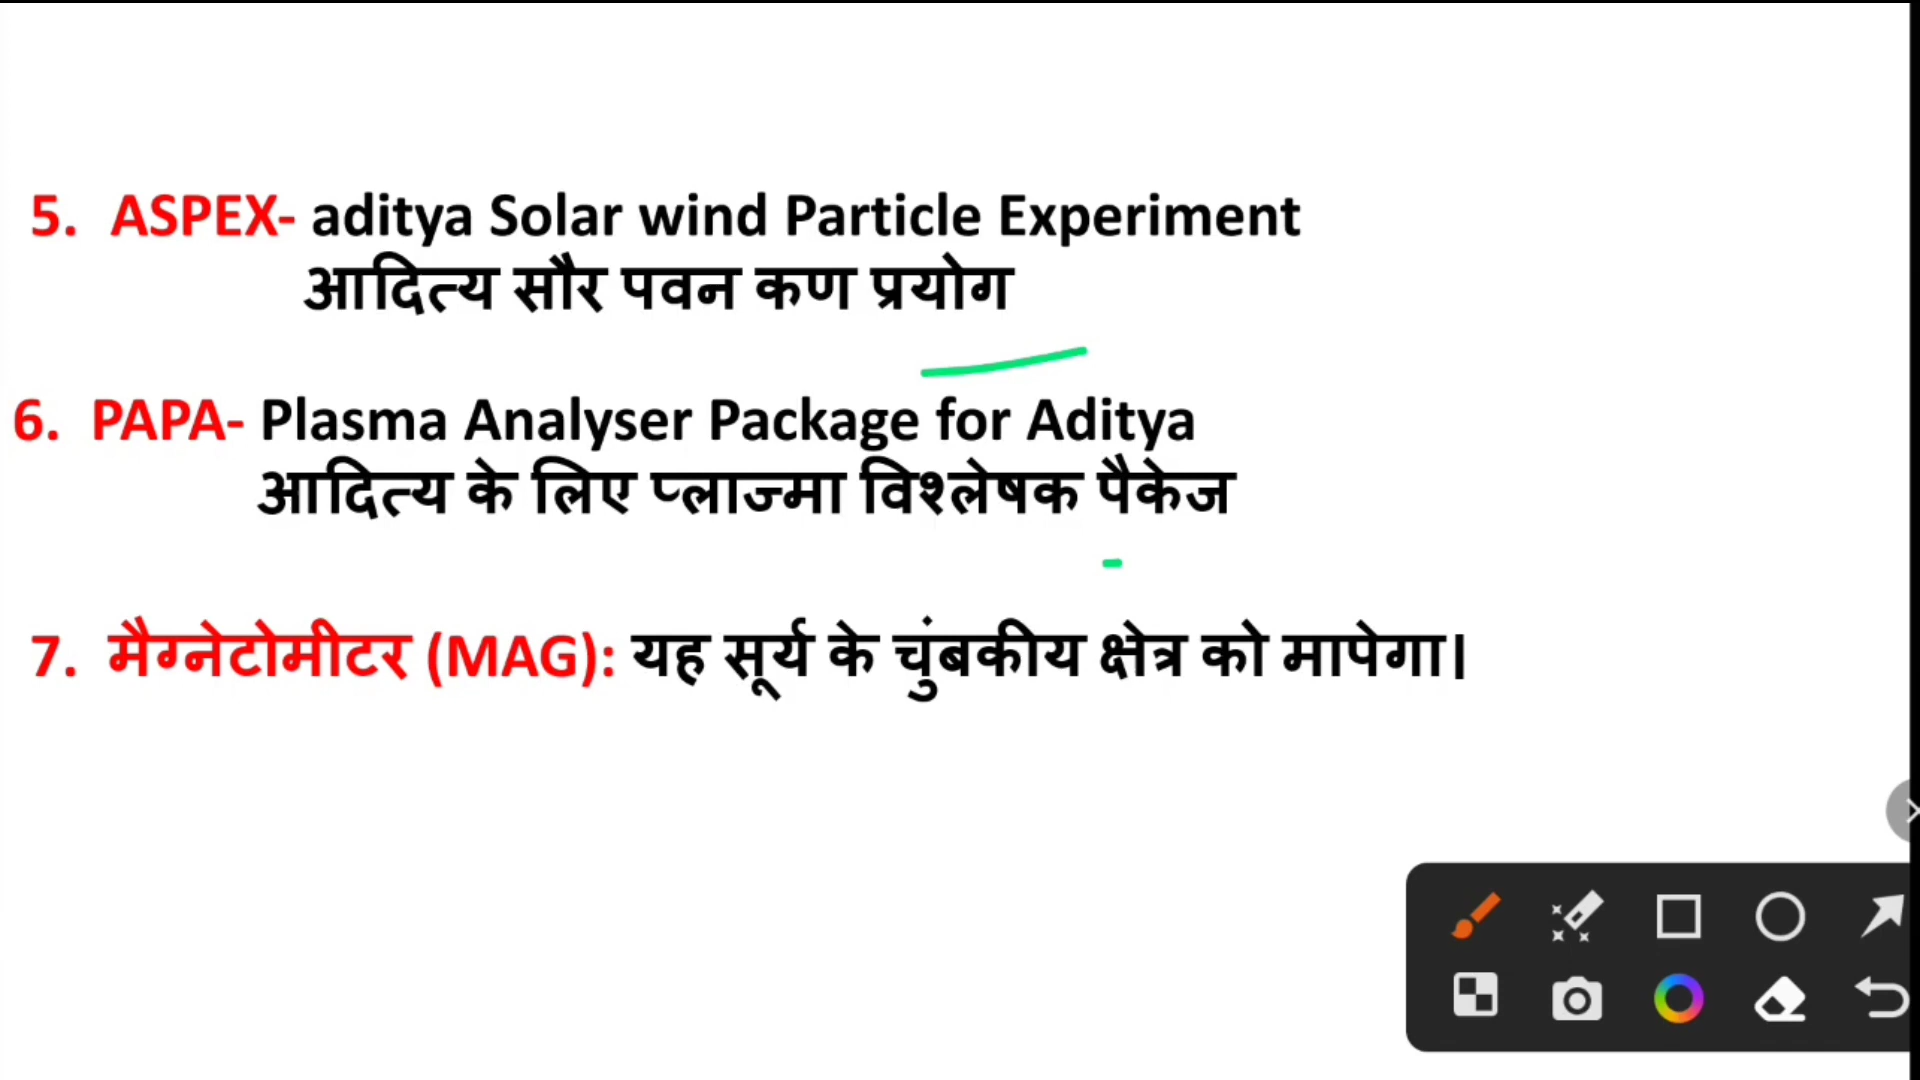 5. ASPEX- aditya Solar wind Particle Experiment
आदित्य सौर पवन कण प्रयोग
6. PAPA- Plasma Analyser Package for Aditya
आदित्य के लिए प्लाज्मा विश्लेषक पैकेज
7. मैग्नेटोमीटर (MAG): यह सूर्य के चुंबकीय क्षेत्र को मापेगा।